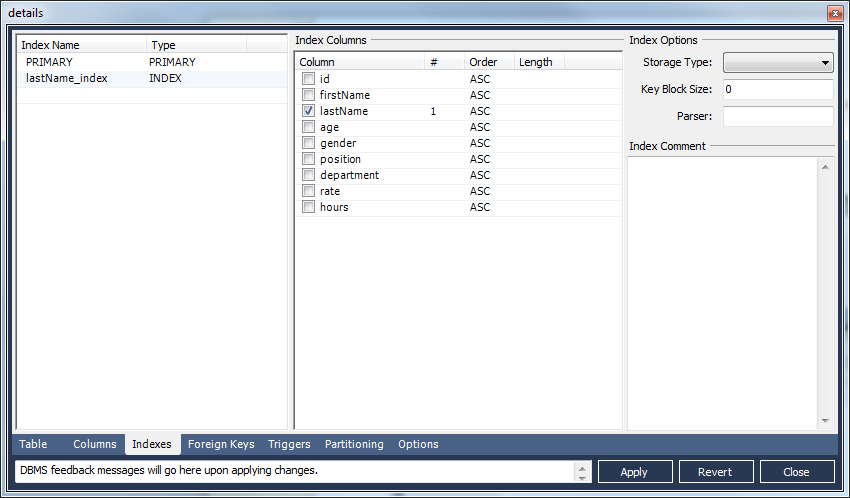 details
Index Name Type
PRIMARY PRIMARY
lastName_index INDEX
Index Columns
Column # Order Length
id ASC
firstName ASC
lastName 1 ASC
age ASC
gender ASC
position ASC
department ASC
rate ASC
hours ASC
Index Options
Storage Type:
Key Block Size: 0
Parser:
Index Comment
Table Columns Indexes Foreign Keys Triggers Partitioning Options
DBMS feedback messages will go here upon applying changes.
Apply Revert Close